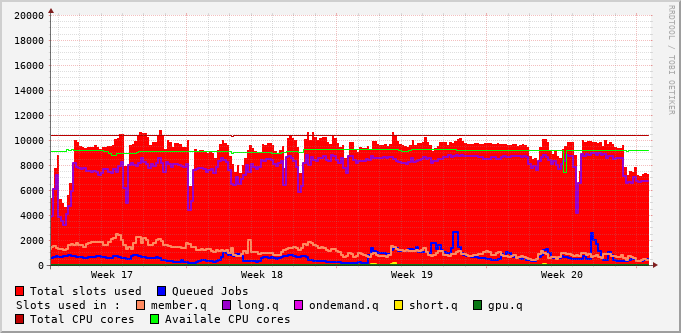 20000
18000
16000
14000
12000
10000
8000
6000
4000
2000
0
RRDTOOL / TOBI OETIKER
Week 17 Week 18 Week 19 Week 20
Total slots used Queued Jobs
Slots used in : member.q long.q ondemand.q short.q gpu.q
Total CPU cores Availale CPU cores